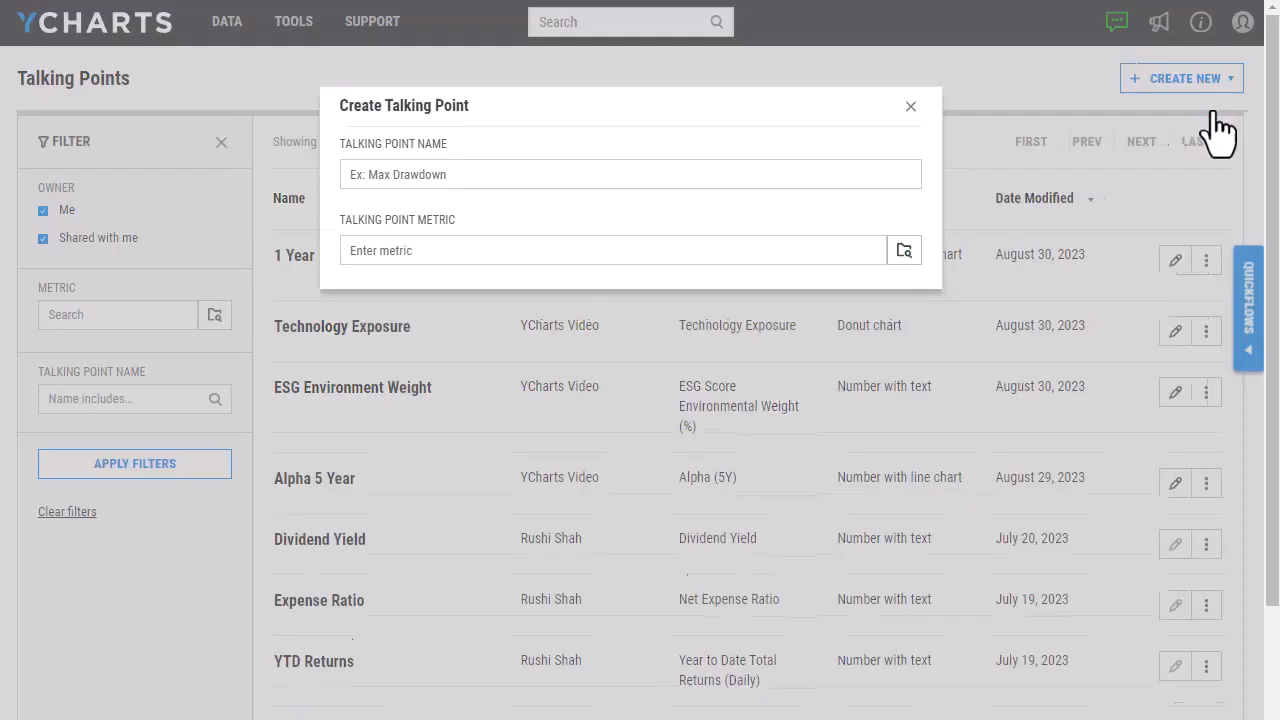 YCHARTS
DATA
TOOLS
SUPPORT
Search
Talking Points
+ CREATE NEW
Create Talking Point
TALKING POINT NAME
Ex: Max Drawdown
TALKING POINT METRIC
Enter metric
FILTER
OWNER
Me
Shared with me
METRIC
Search
TALKING POINT NAME
Name includes...
APPLY FILTERS
Clear filters
Showing
FIRST
PREV
NEXT
Name
Date Modified
1 Year
August 30, 2023
Technology Exposure
YCharts Video
Technology Exposure
Donut chart
August 30, 2023
ESG Environment Weight
YCharts Video
ESG Score
Environmental Weight
(%)
Number with text
August 30, 2023
Alpha 5 Year
YCharts Video
Alpha (5Y)
Number with line chart
August 29, 2023
Dividend Yield
Rushi Shah
Dividend Yield
Number with text
July 20, 2023
Expense Ratio
Rushi Shah
Net Expense Ratio
Number with text
July 19, 2023
YTD Returns
Rushi Shah
Year to Date Total
Returns (Daily)
Number with text
July 19, 2023
QUICKFLOWS